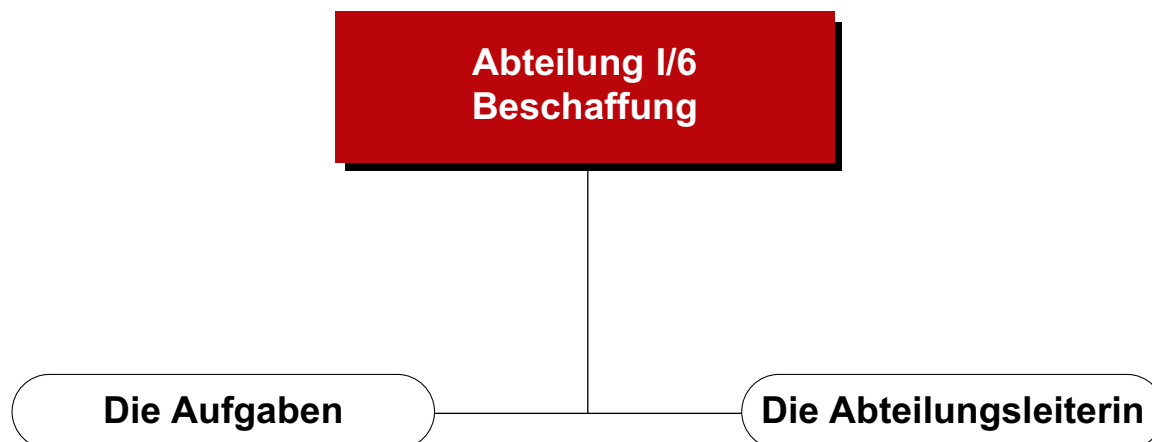 Abteilung I/6
Beschaffung
Die Aufgaben
Die Abteilungsleiterin